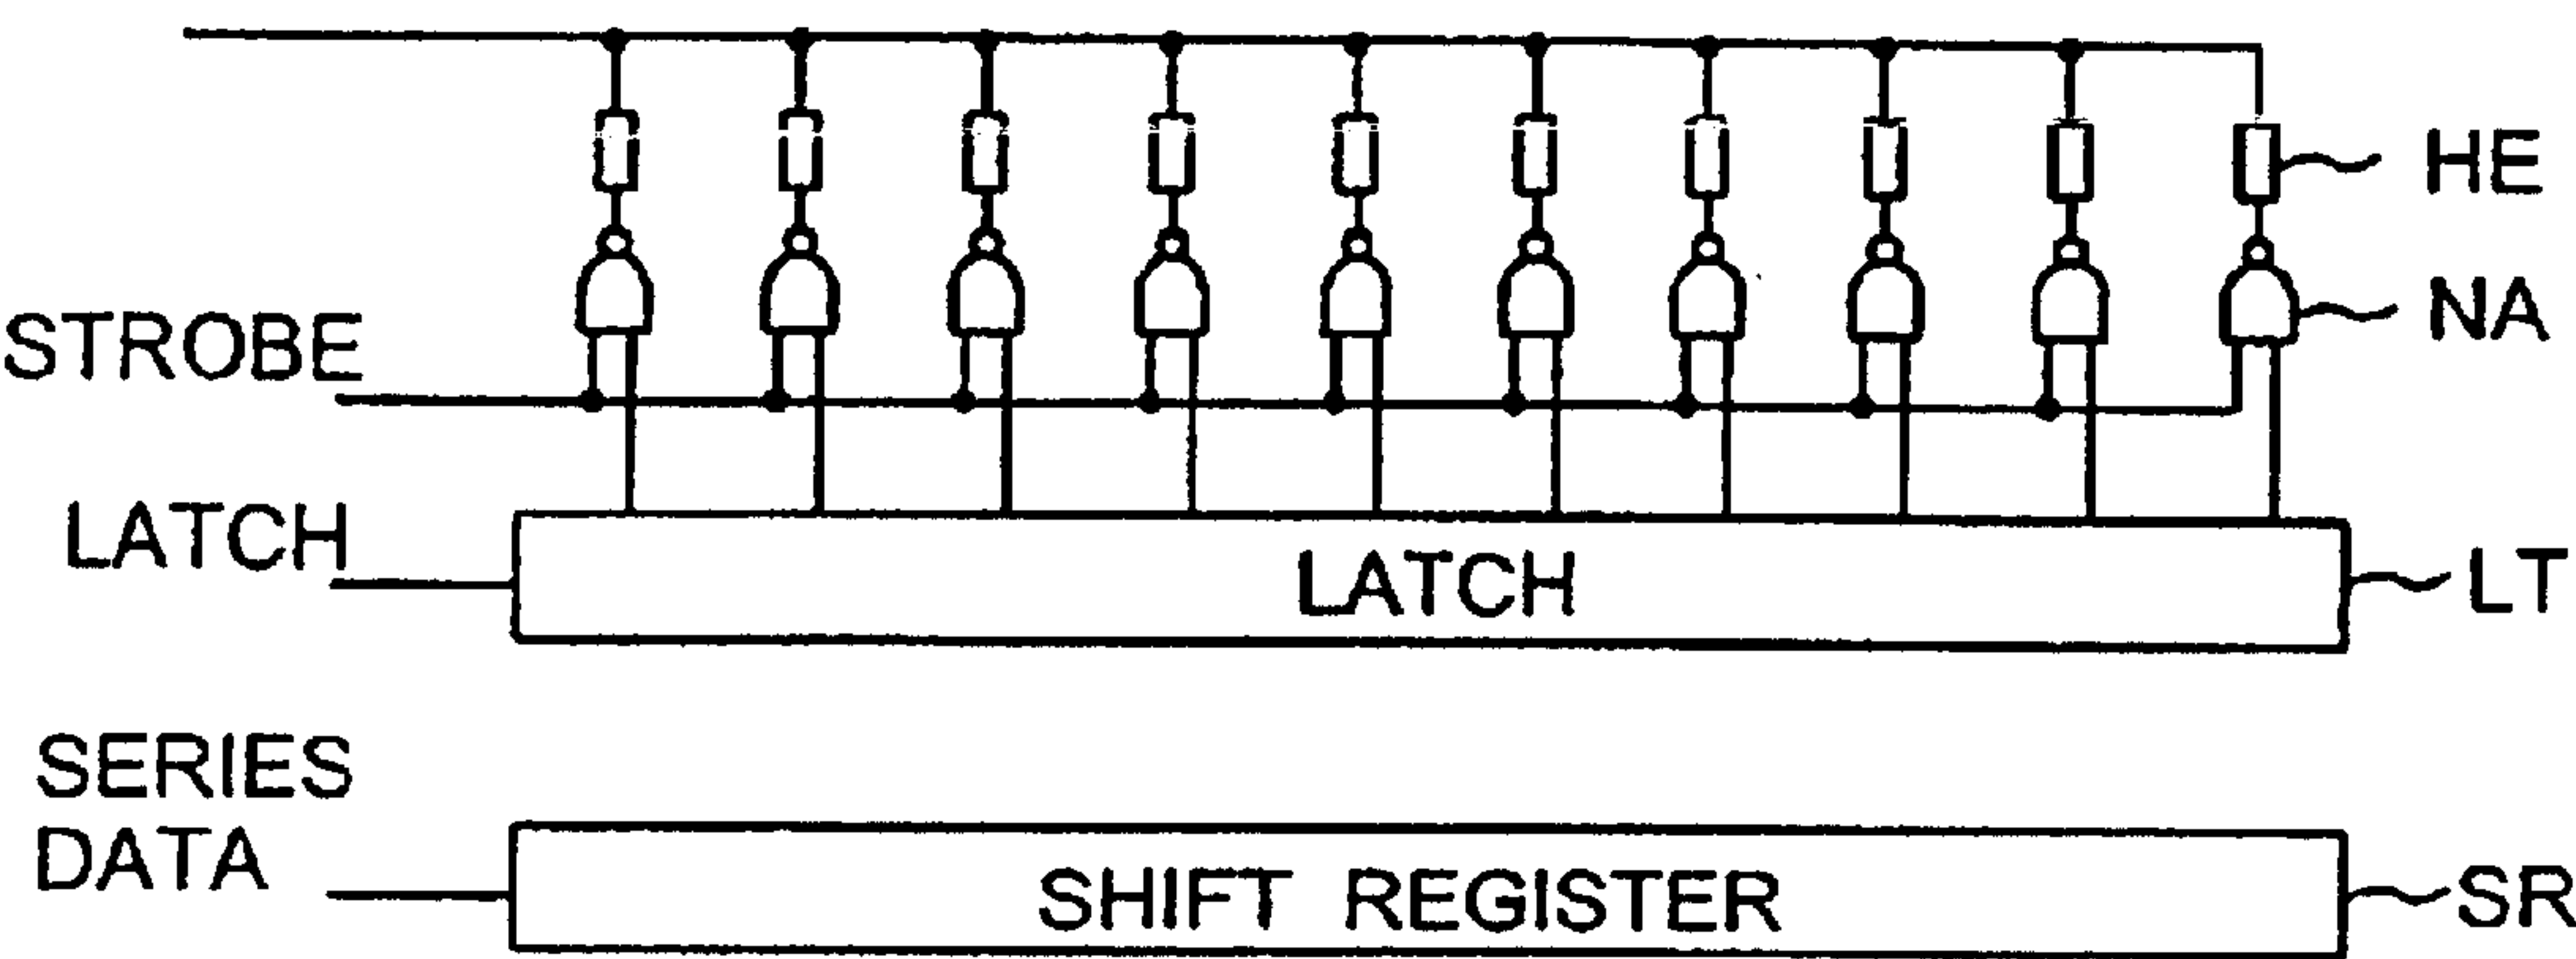 HE
NA
STROBE
LATCH
LATCH
LT
SERIES
DATA
SHIFT REGISTER
SR